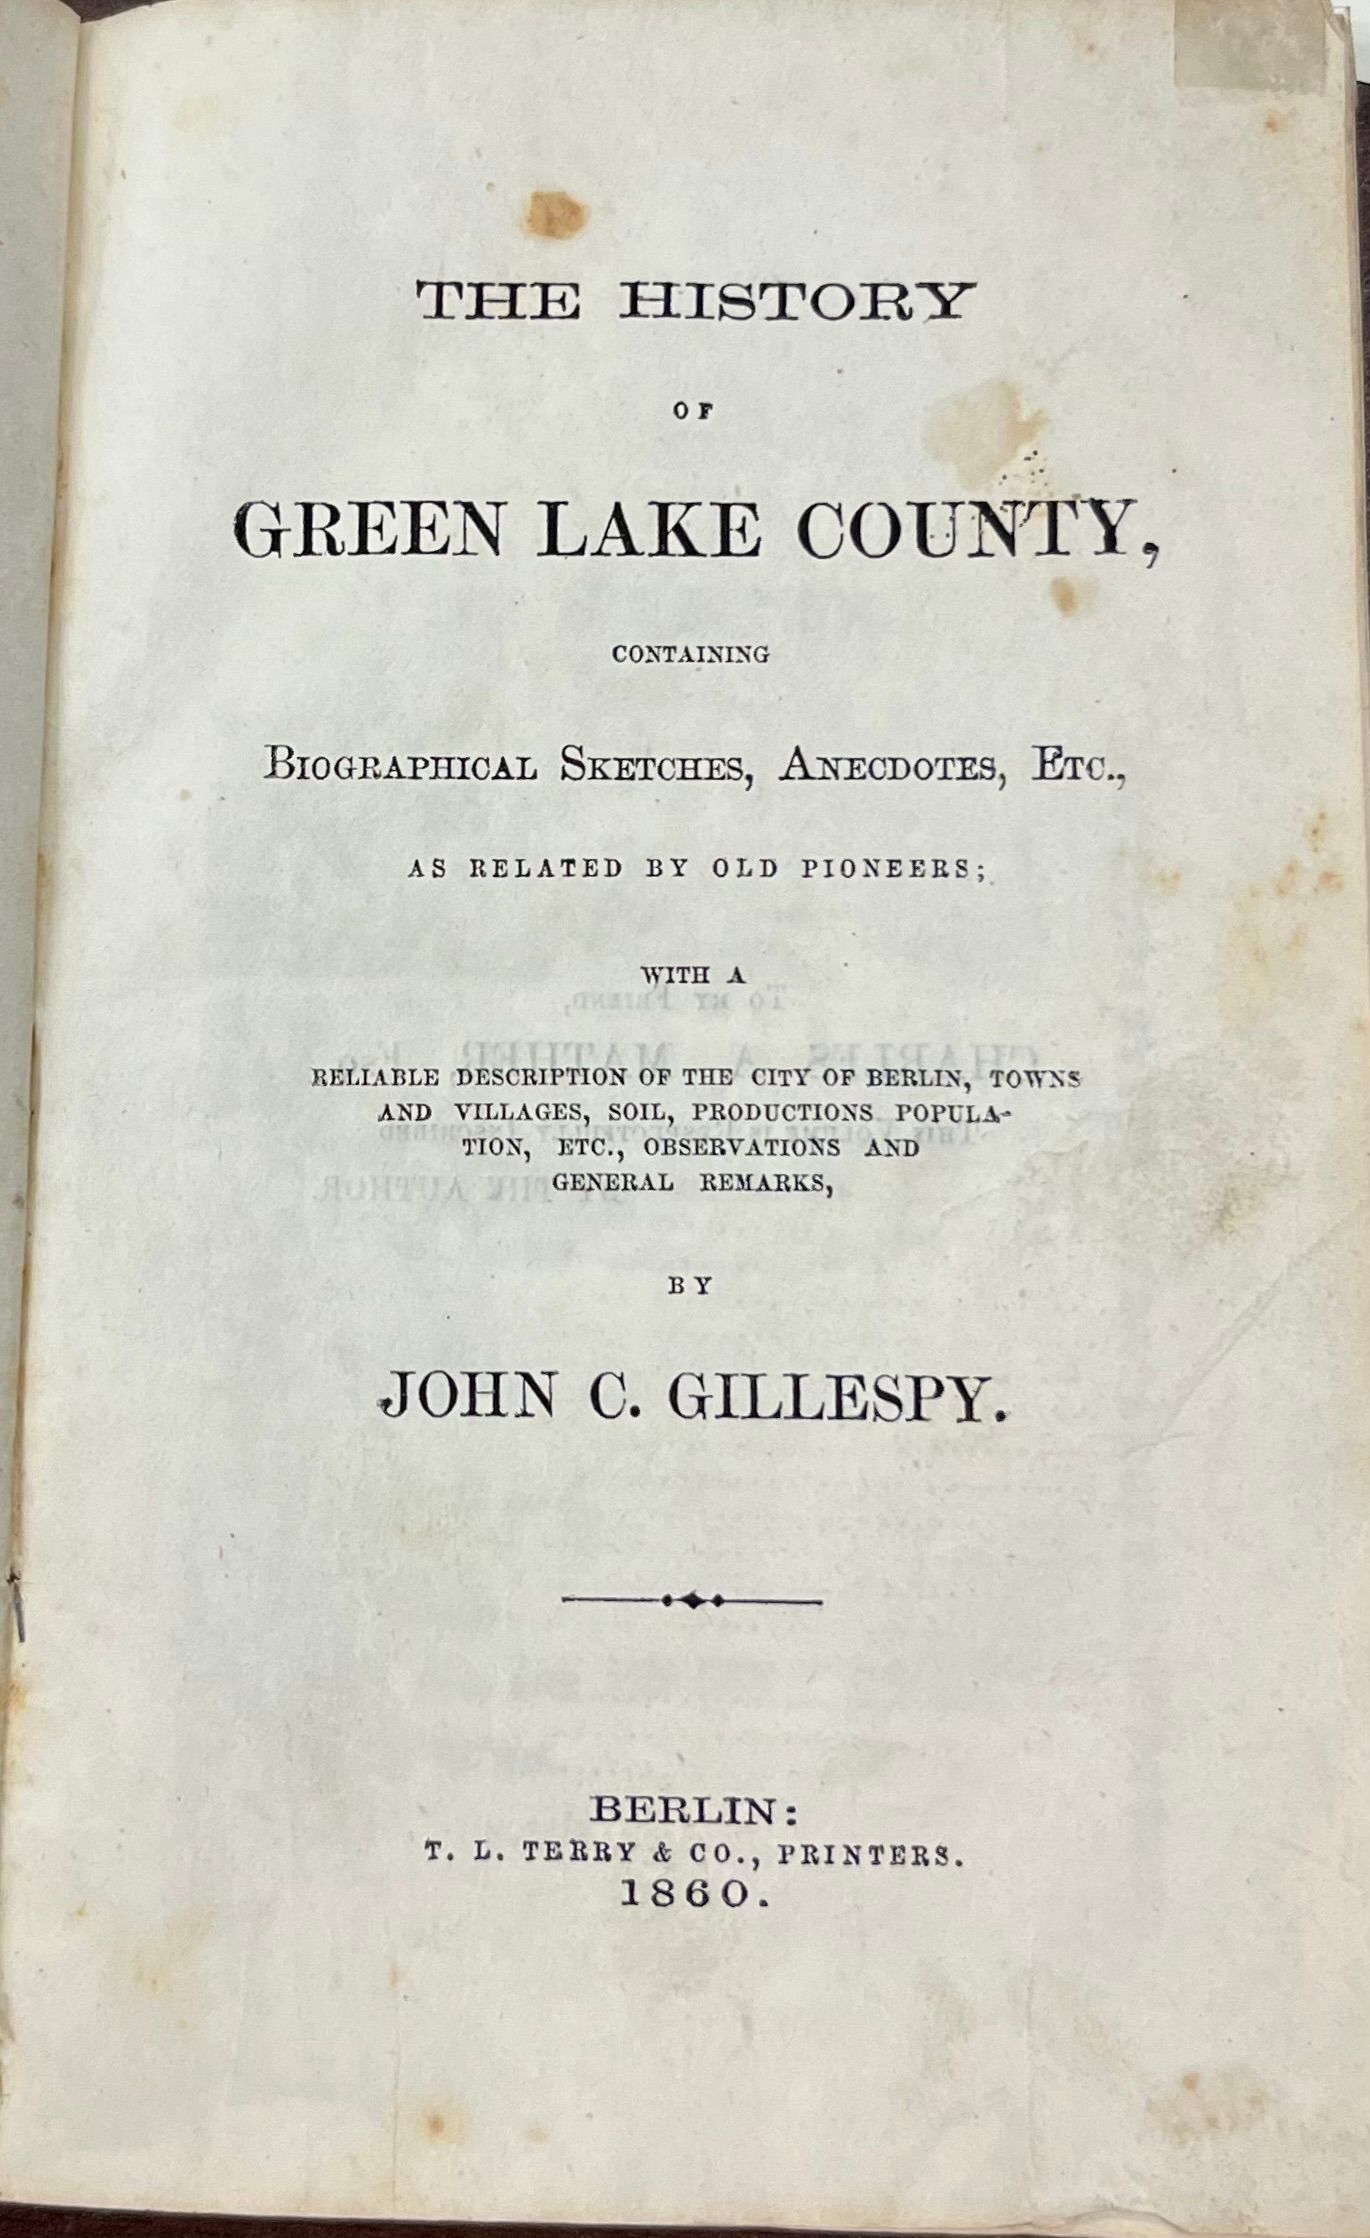 THE HISTORY
OF
GREEN LAKE COUNTY,
CONTAINING
BIOGRAPHICAL SKETCHES, ANECDOTES, ETC.,
AS RELATED BY OLD PIONEERS;
WITH A
RELIABLE DESCRIPTION OF THE CITY OF BERLIN, TOWNS
AND VILLAGES, SOIL, PRODUCTIONS POPULA-
TION, ETC., OBSERVATIONS AND
GENERAL REMARKS,
BY
JOHN C. GILLESPY.
BERLIN:
T. L. TERRY & CO., PRINTERS.
1860.